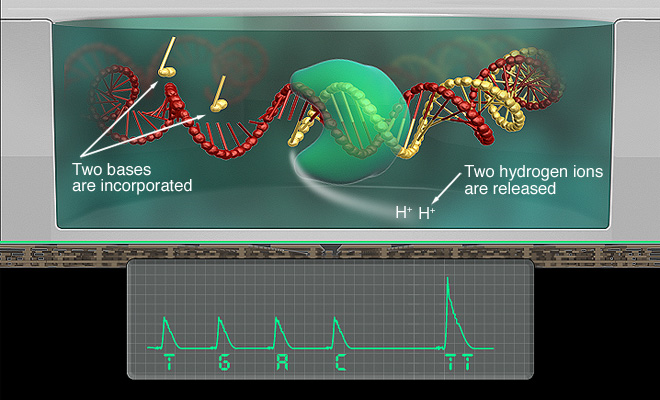 Two bases
are incorporated
Two hydrogen ions
are released
H⁺ H⁺
T G A C TT